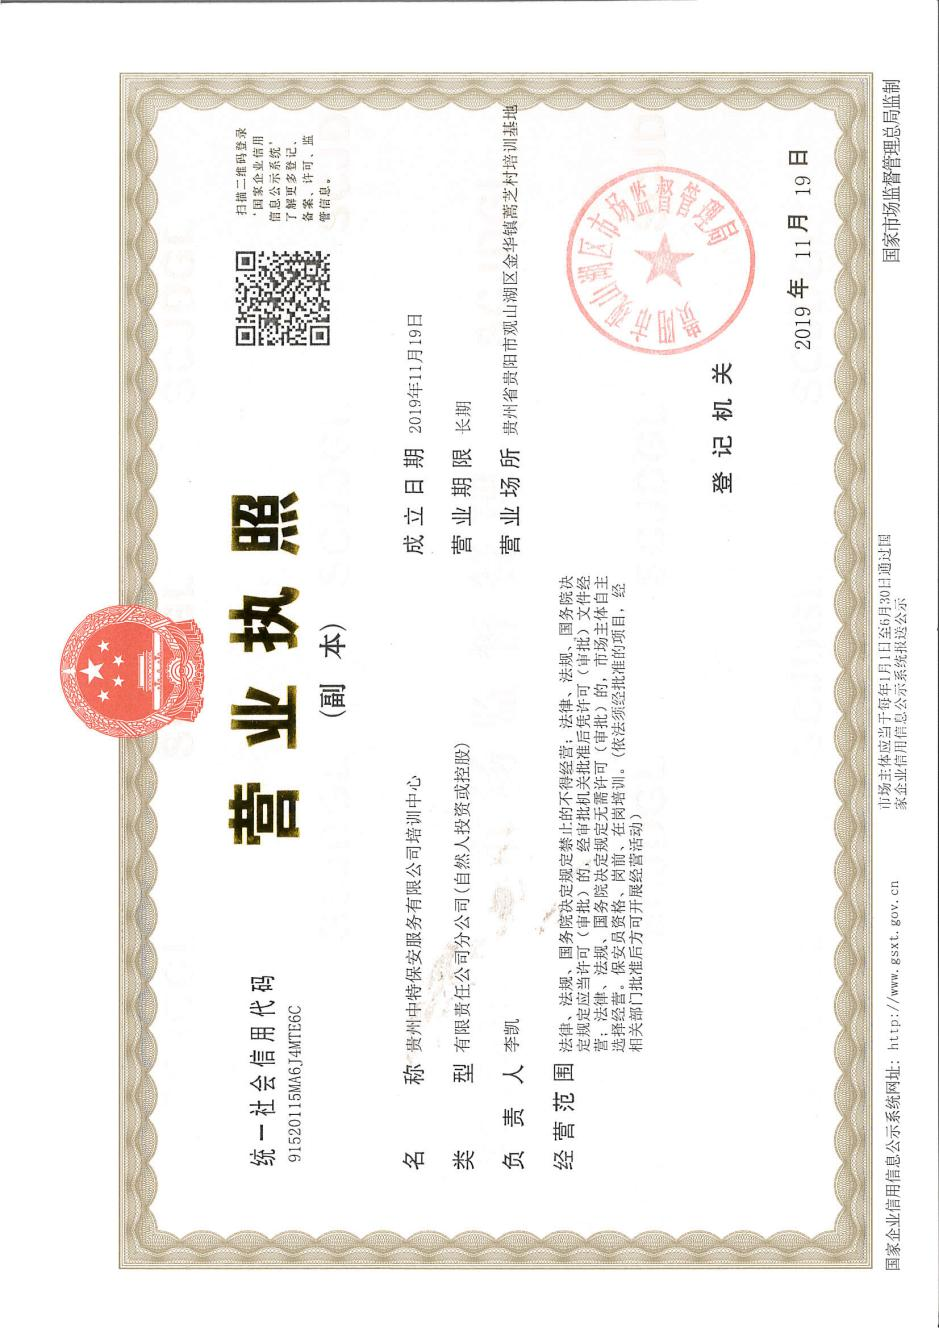 统一社会信用代码
91520115MA6J4MTE6C
营业执照
(副 本)
扫描二维码登录
‘国家企业信用
信息公示系统’
了解更多登记、
备案、许可、监
管信息。
名 称 贵州中特保安服务有限公司培训中心
类 型 有限责任公司分公司(自然人投资或控股)
负 责 人 李凯
经 营 范 围 法律、法规、国务院决定规定禁止的不得经营；法律、法规、国务院决
定规定应当许可（审批）的，经审批机关批准后凭许可（审批）文件经
营；法律、法规、国务院决定规定无需许可（审批）的，市场主体自主
选择经营。保安员资格、岗前、在岗培训。（依法须经批准的项目，经
相关部门批准后方可开展经营活动）
成 立 日 期 2019年11月19日
营 业 期 限 长期
营 业 场 所 贵州省贵阳市观山湖区金华镇蒿芝村培训基地
登 记 机 关
贵阳市观山湖区市场监督管理局
2019 年 11 月 19 日
国家企业信用信息公示系统网址：http://www.gsxt.gov.cn
市场主体应当于每年1月1日至6月30日通过国
家企业信用信息公示系统报送公示
国家市场监督管理总局监制